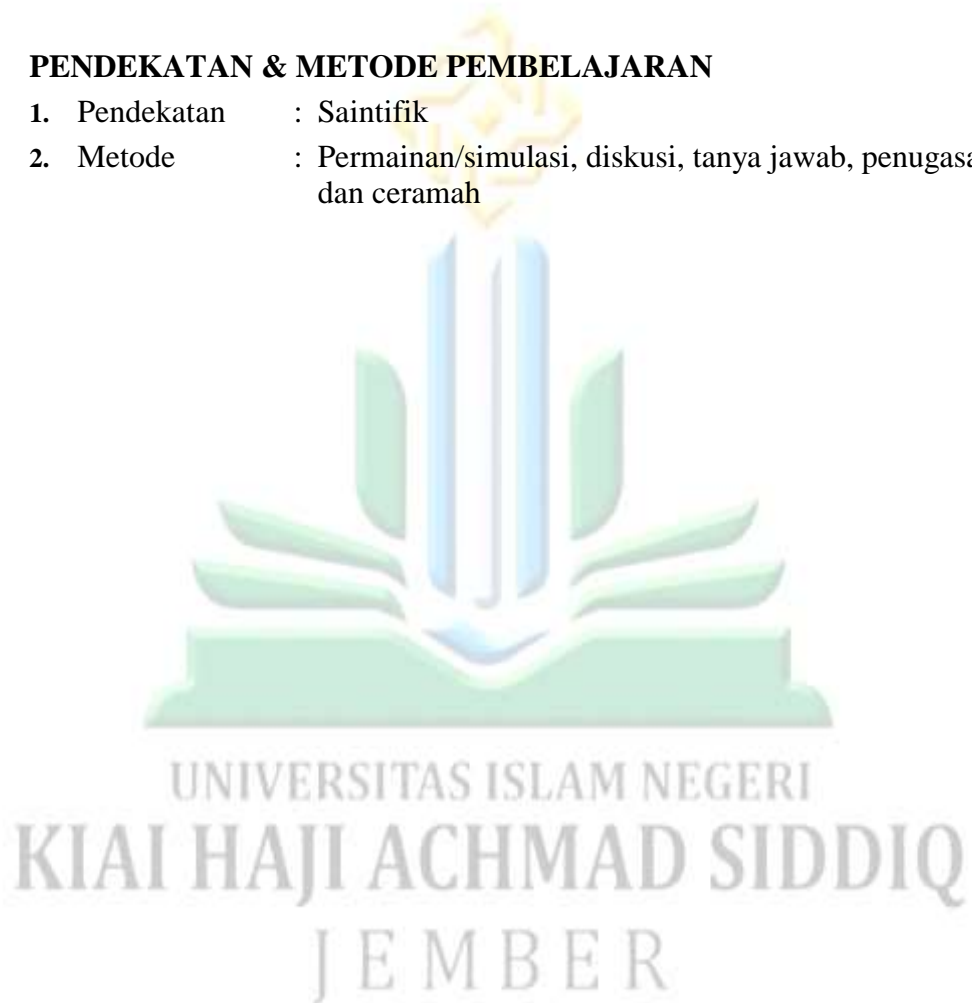 PENDEKATAN & METODE PEMBELAJARAN
1. Pendekatan : Saintifik
2. Metode : Permainan/simulasi, diskusi, tanya jawab,
dan ceramah
UNIVERSITAS ISLAM NEGERI
KIAI HAJI ACHMAD SIDDIQ
JEMBER